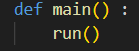 def main() :
    run()